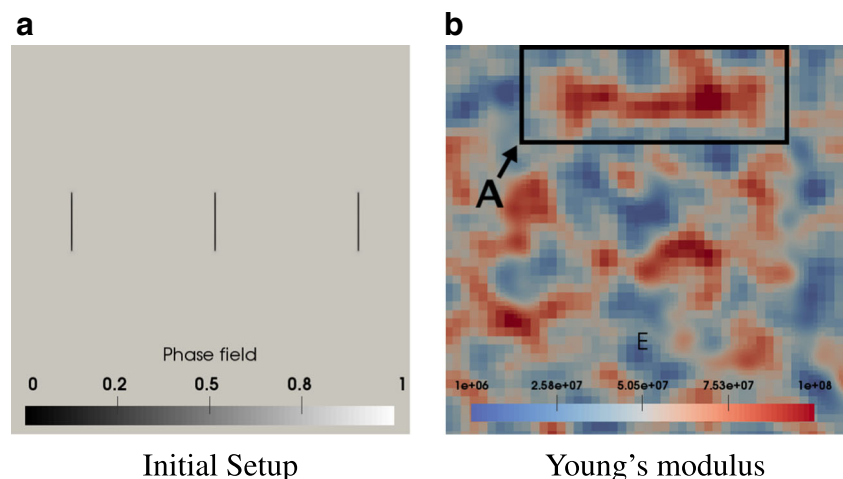 a
b
A
Phase field
0 0.2 0.5 0.8 1
E
1e+06 2.58e+07 5.05e+07 7.53e+07 1e+08
Initial Setup
Young's modulus